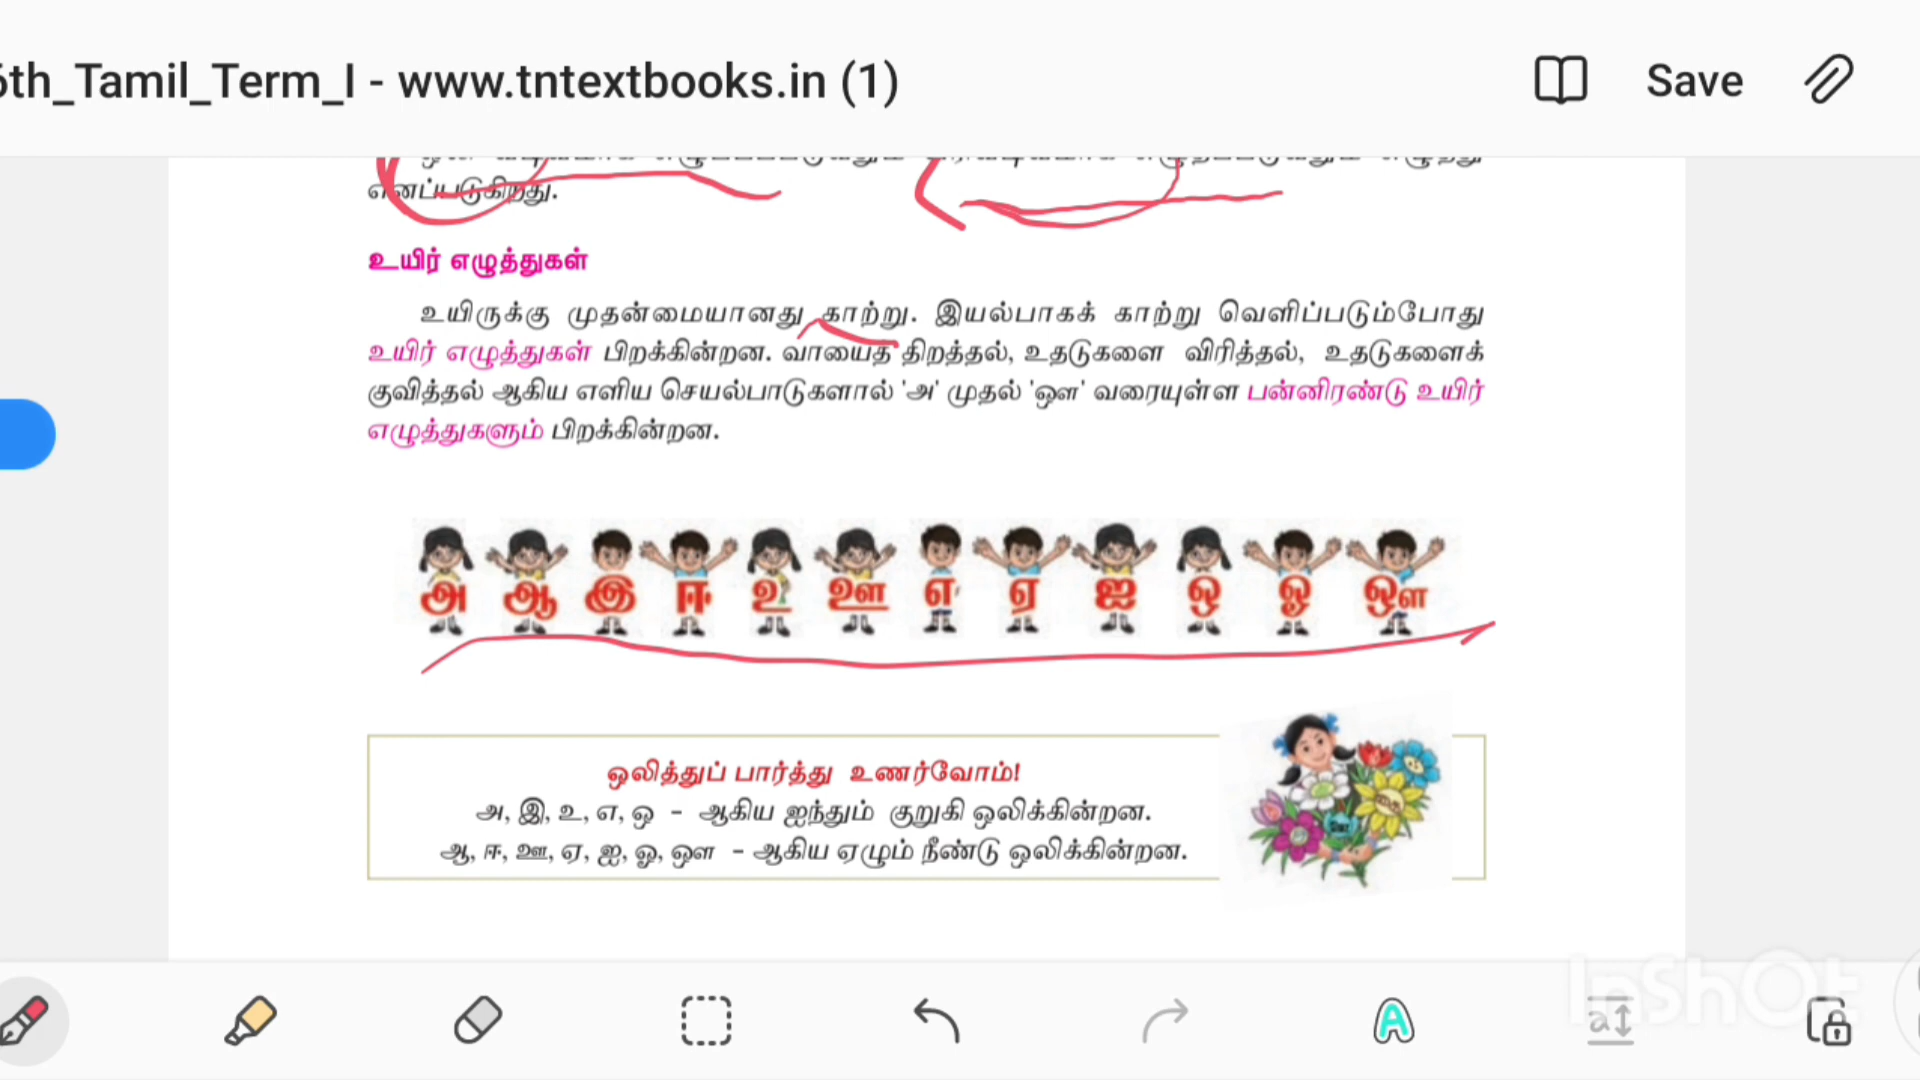 6th_Tamil_Term_I - www.tntextbooks.in (1)
Save
எனப்படுகிறது.
உயிர் எழுத்துகள்
உயிருக்கு முதன்மையானது காற்று. இயல்பாகக் காற்று வெளிப்படும்போது
உயிர் எழுத்துகள் பிறக்கின்றன. வாயைத் திறத்தல், உதடுகளை விரித்தல், உதடுகளைக்
குவித்தல் ஆகிய எளிய செயல்பாடுகளால் 'அ' முதல் 'ஔ' வரையுள்ள பன்னிரண்டு உயிர்
எழுத்துகளும் பிறக்கின்றன.
அ ஆ இ ஈ உ ஊ எ ஏ ஐ ஒ ஓ ஔ
ஒலித்துப் பார்த்து உணர்வோம்!
அ, இ, உ, எ, ஒ - ஆகிய ஐந்தும் குறுகி ஒலிக்கின்றன.
ஆ, ஈ, ஊ, ஏ, ஐ, ஓ, ஔ - ஆகிய ஏழும் நீண்டு ஒலிக்கின்றன.
InShOt
A
a